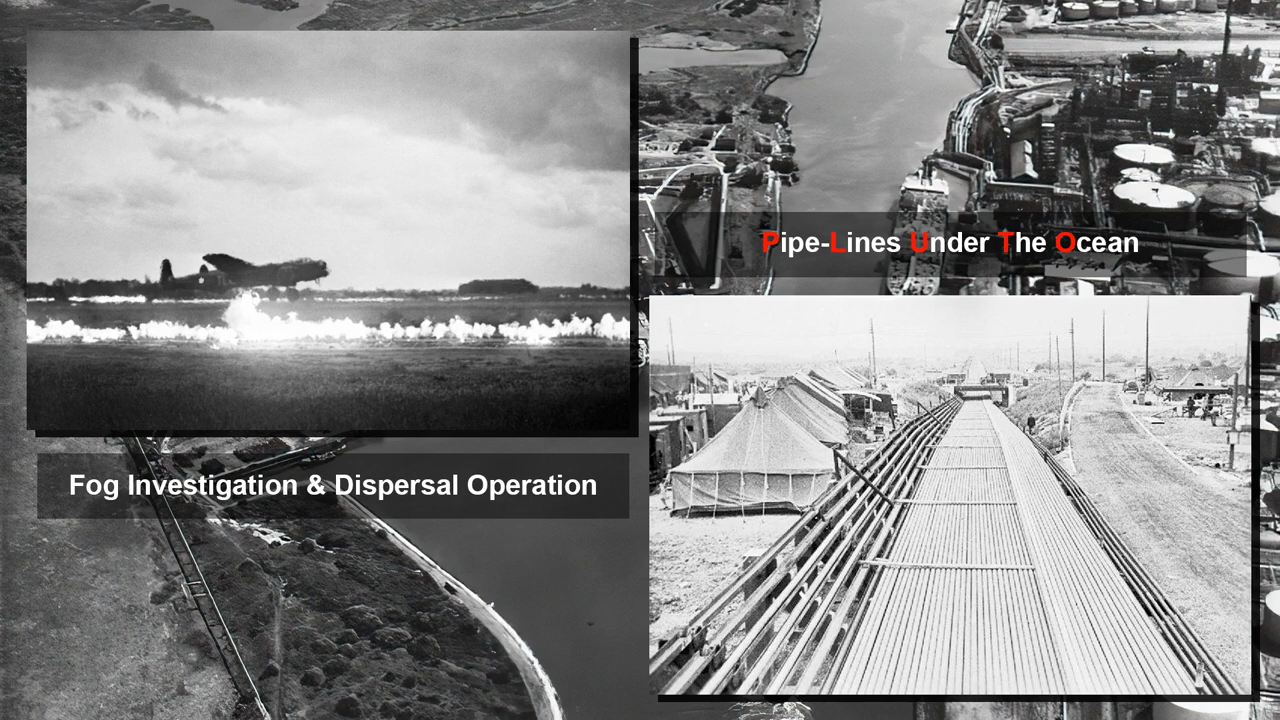 Pipe-Lines Under The Ocean
Fog Investigation & Dispersal Operation